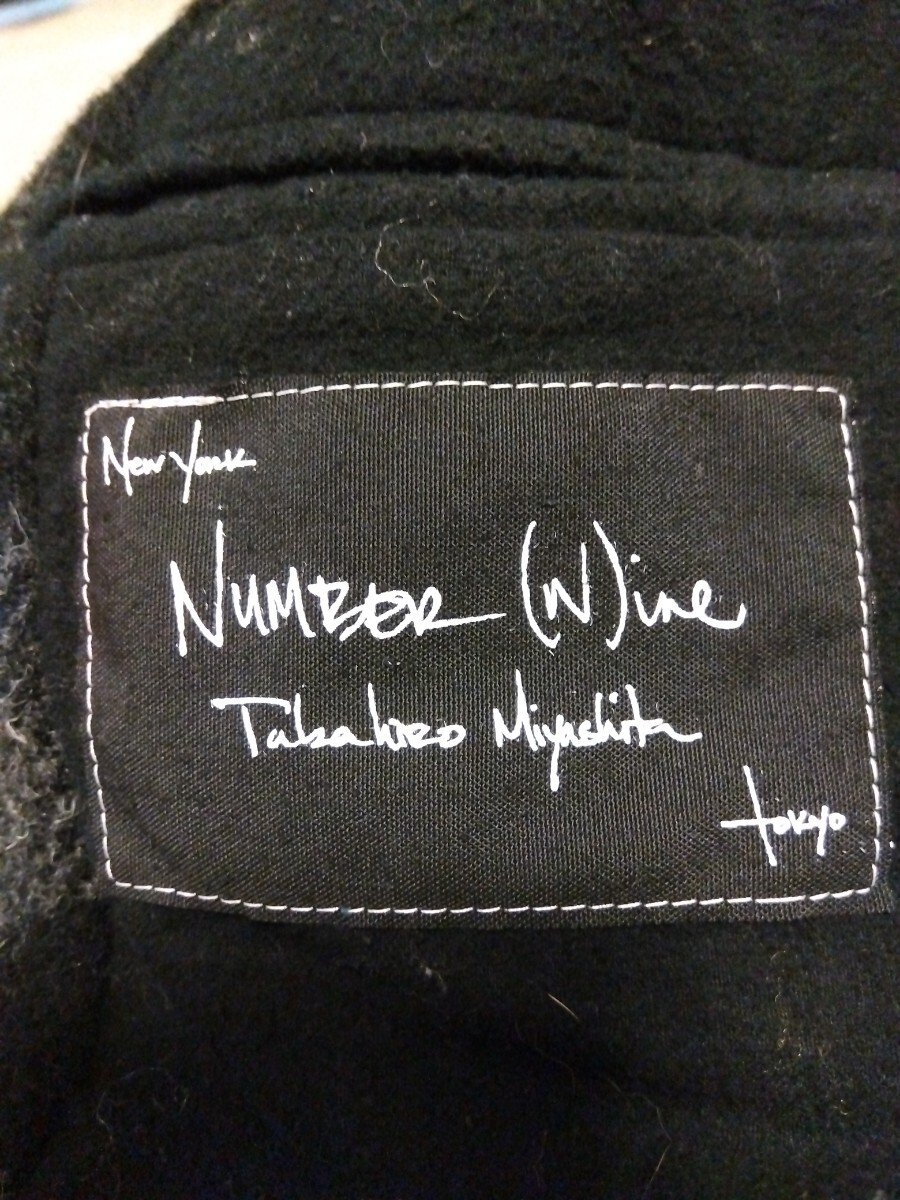 New York
NUMBER (N)ine
Takahiro Miyashita
tokyo